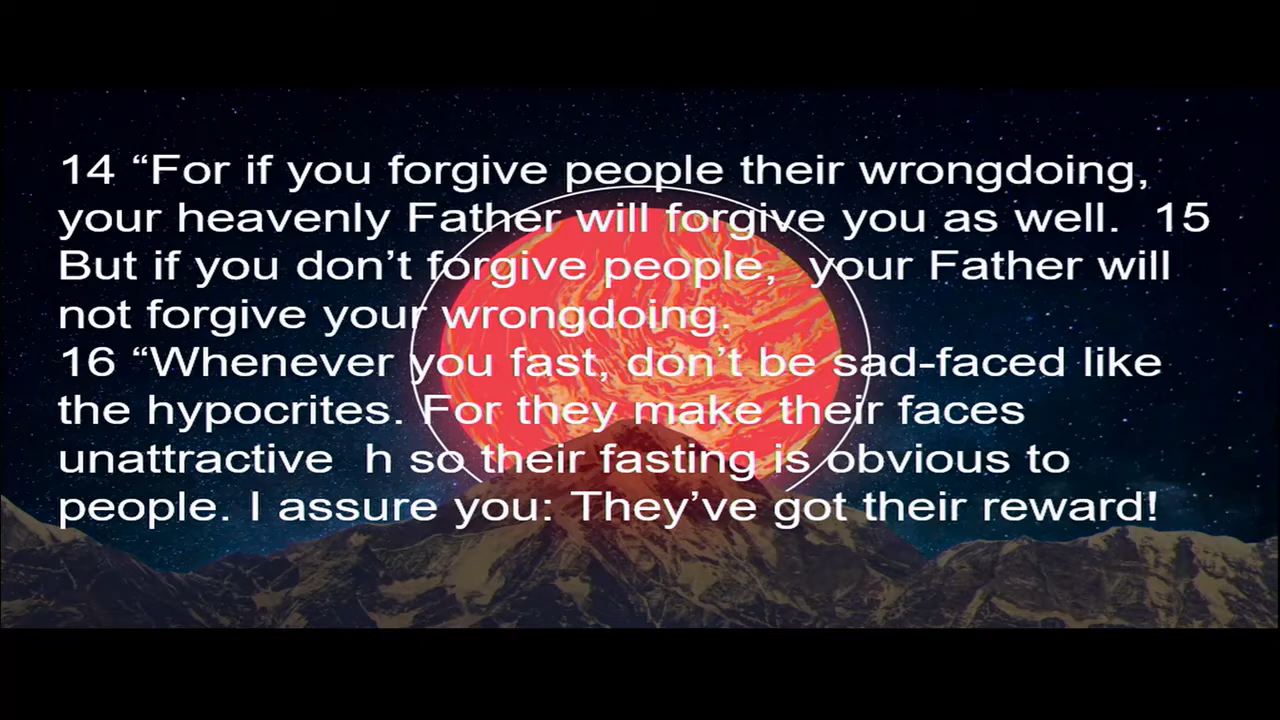 14 “For if you forgive people their wrongdoing,
your heavenly Father will forgive you as well.  15
But if you don’t forgive people,  your Father will
not forgive your wrongdoing.
16 “Whenever you fast, don’t be sad-faced like
the hypocrites. For they make their faces
unattractive  h so their fasting is obvious to
people. I assure you: They’ve got their reward!